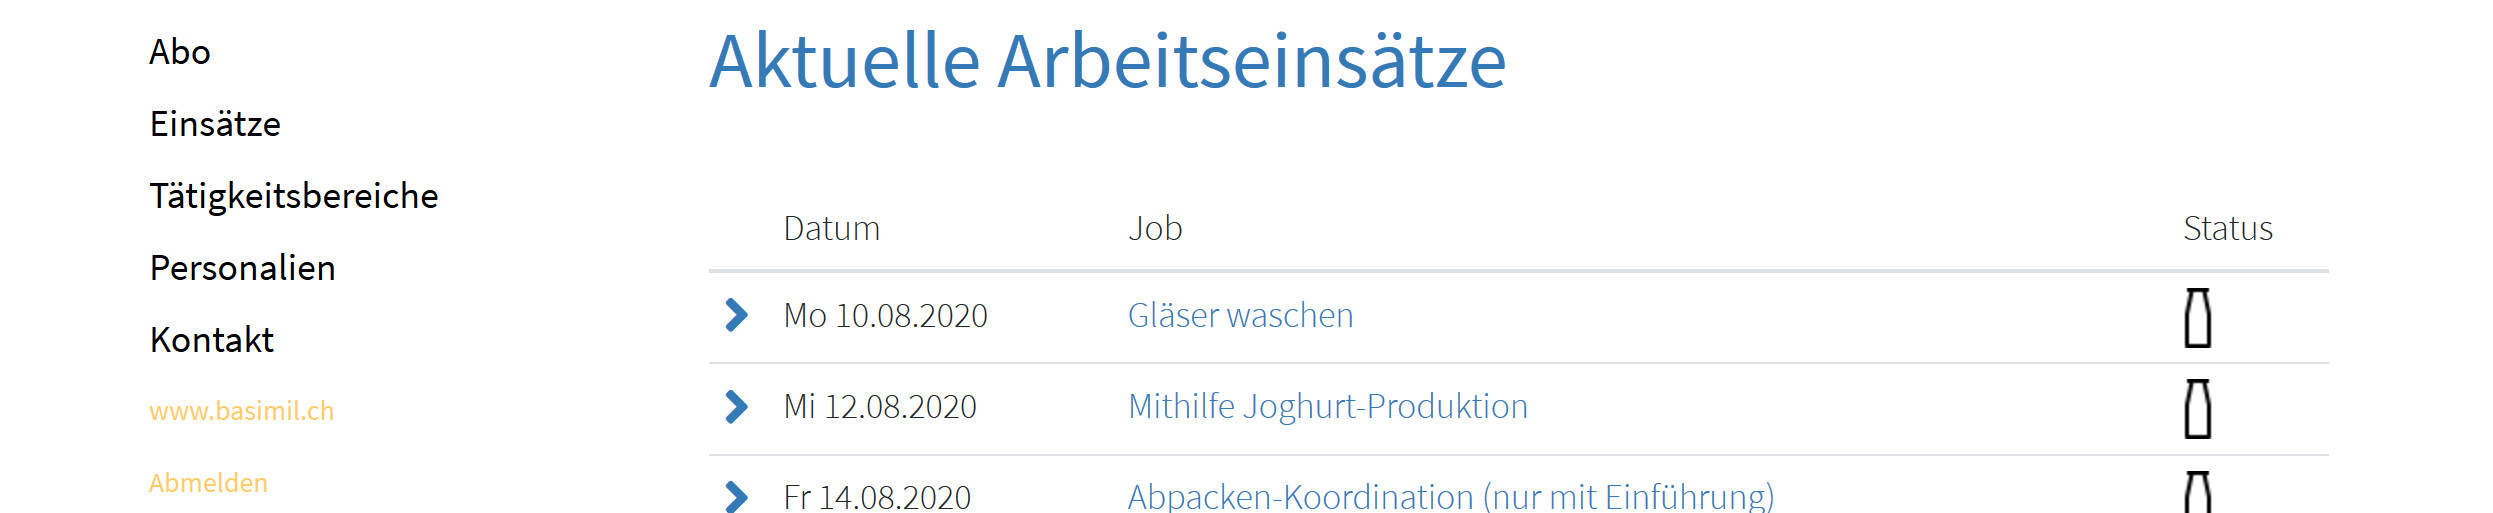 Abo
Einsätze
Tätigkeitsbereiche
Personalien
Kontakt
www.basimil.ch
Abmelden
Aktuelle Arbeitseinsätze
Datum Job Status
Mo 10.08.2020 Gläser waschen
Mi 12.08.2020 Mithilfe Joghurt-Produktion
Fr 14.08.2020 Abpacken-Koordination (nur mit Einführung)